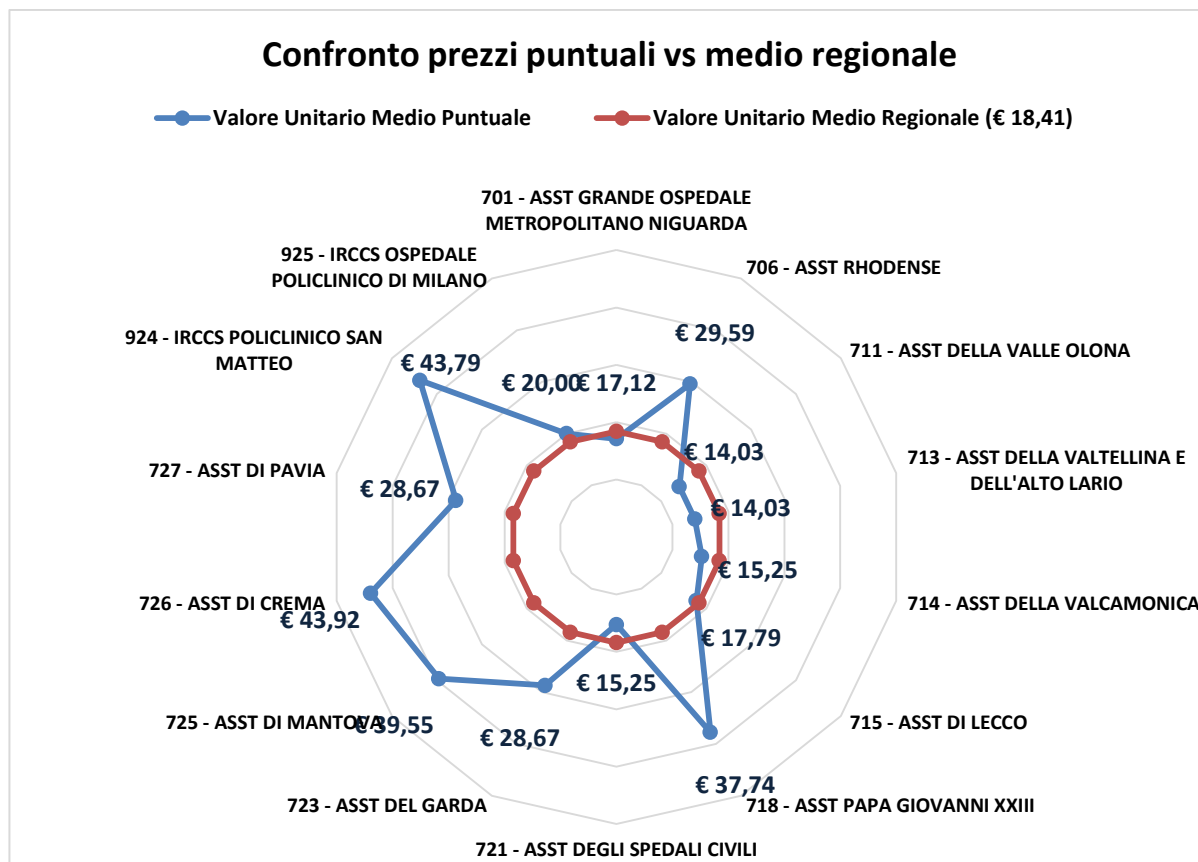 Confronto prezzi puntuali vs medio regionale
Valore Unitario Medio Puntuale
Valore Unitario Medio Regionale (€ 18,41)
701 - ASST GRANDE OSPEDALE
METROPOLITANO NIGUARDA
925 - IRCCS OSPEDALE
POLICLINICO DI MILANO
706 - ASST RHODENSE
924 - IRCCS POLICLINICO SAN
MATTEO
€ 29,59
711 - ASST DELLA VALLE OLONA
€ 43,79
€ 20,00
€ 17,12
€ 14,03
727 - ASST DI PAVIA
713 - ASST DELLA VALTELLINA E
DELL'ALTO LARIO
€ 28,67
€ 14,03
€ 15,25
726 - ASST DI CREMA
714 - ASST DELLA VALCAMONICA
€ 43,92
€ 17,79
€ 15,25
725 - ASST DI MANTOVA
€ 39,55
715 - ASST DI LECCO
€ 28,67
€ 37,74
723 - ASST DEL GARDA
718 - ASST PAPA GIOVANNI XXIII
721 - ASST DEGLI SPEDALI CIVILI